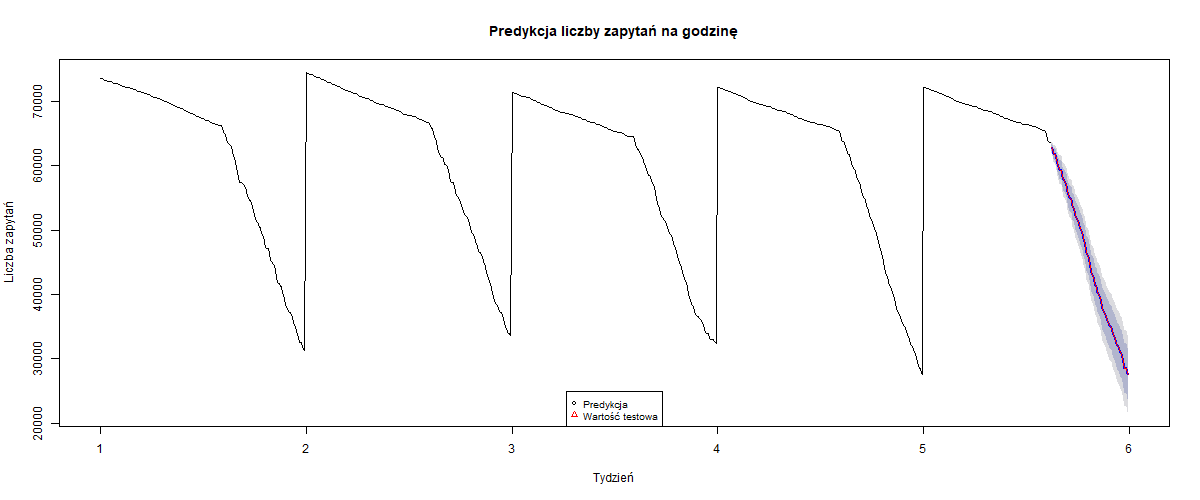 Predykcja liczby zapytań na godzinę
Liczba zapytań
70000
60000
50000
40000
30000
20000
Predykcja
Wartość testowa
1 2 3 4 5 6
Tydzień